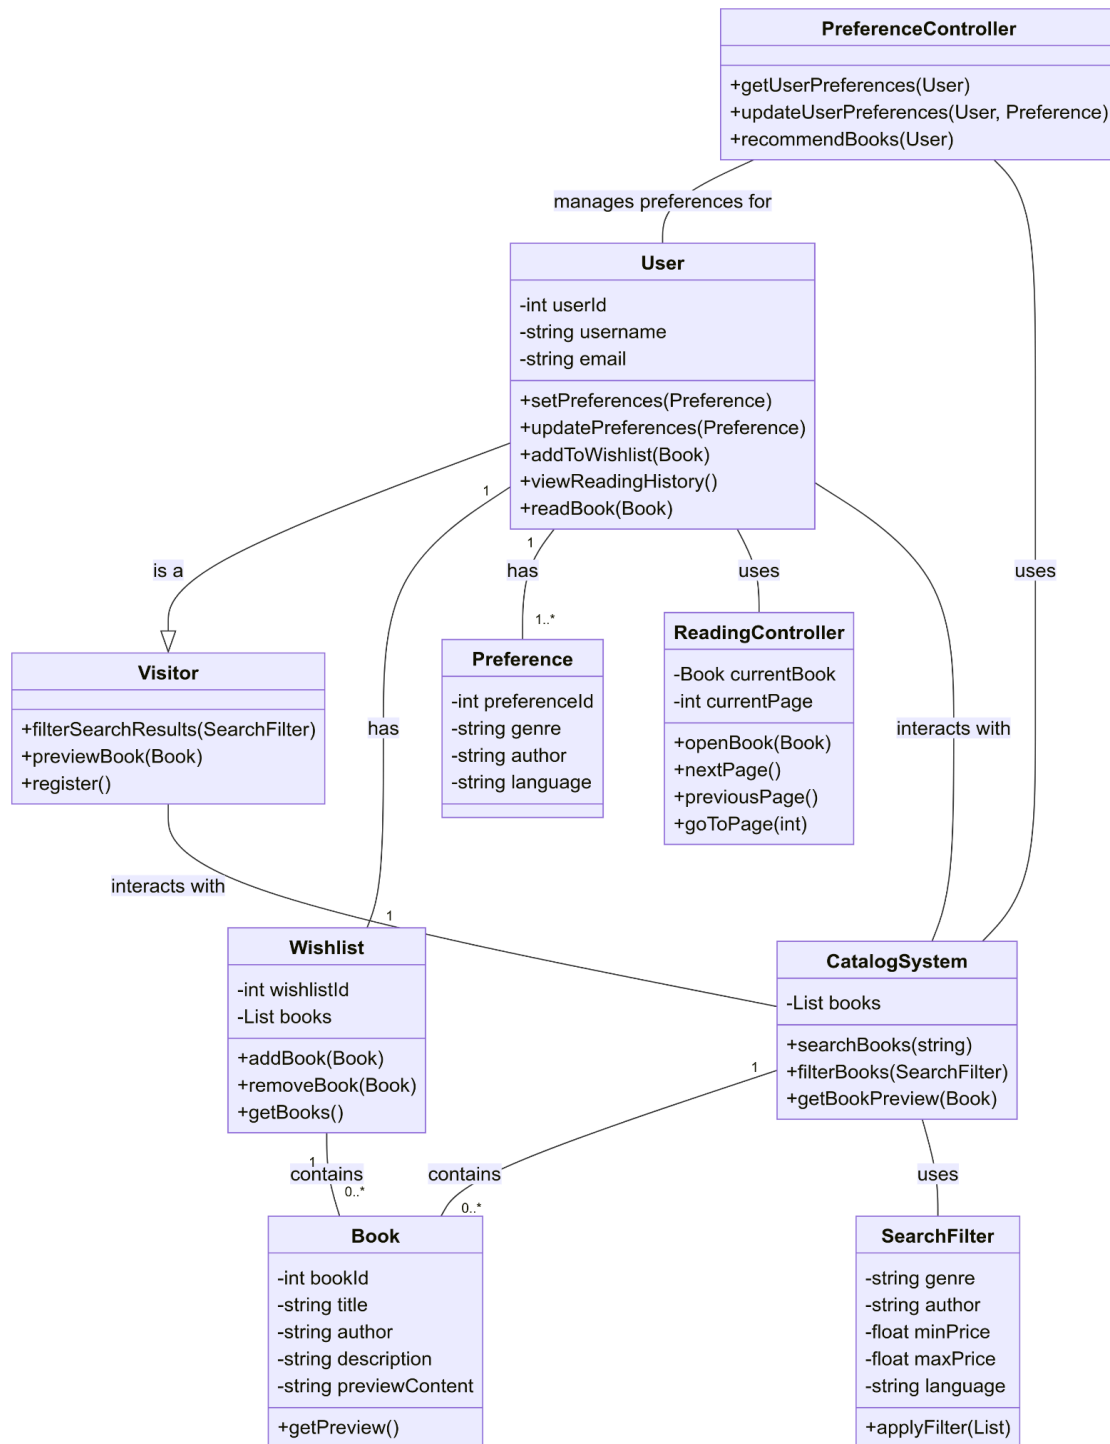 PreferenceController
+getUserPreferences(User)
+updateUserPreferences(User, Preference)
+recommendBooks(User)
manages preferences for
User
-int userId
-string username
-string email
+setPreferences(Preference)
+updatePreferences(Preference)
+addToWishlist(Book)
+viewReadingHistory()
+readBook(Book)
1
1
is a
has
uses
uses
1..*
Visitor
+filterSearchResults(SearchFilter)
+previewBook(Book)
+register()
has
Preference
-int preferenceId
-string genre
-string author
-string language
ReadingController
-Book currentBook
-int currentPage
+openBook(Book)
+nextPage()
+previousPage()
+goToPage(int)
interacts with
interacts with
1
Wishlist
-int wishlistId
-List books
+addBook(Book)
+removeBook(Book)
+getBooks()
CatalogSystem
-List books
+searchBooks(string)
+filterBooks(SearchFilter)
+getBookPreview(Book)
1
1
contains
0..*
contains
0..*
uses
Book
-int bookId
-string title
-string author
-string description
-string previewContent
+getPreview()
SearchFilter
-string genre
-string author
-float minPrice
-float maxPrice
-string language
+applyFilter(List)